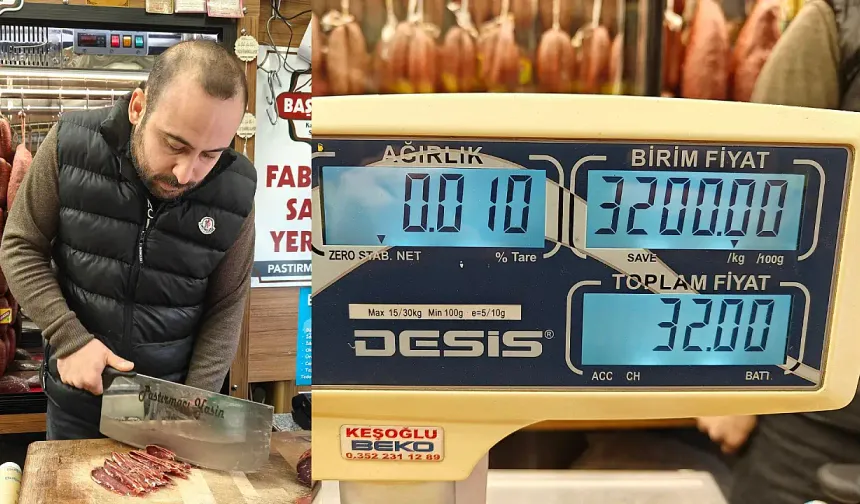 BAŞ
FAB
SA
YER
PASTIRM
Pastırmacı Yasin
AĞIRLIK
0.010
ZERO STAB. NET
% Tare
BİRİM FİYAT
3200.00
SAVE
/kg /100g
TOPLAM FİYAT
32.00
ACC CH
BATT.
Max 15/30kg Min 100g e=5/10g
DESIS®
KEŞOĞLU
BEKO
0.352 231 12 89